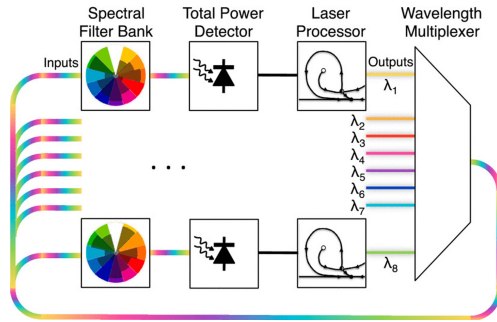 Spectral
Filter Bank
Total Power
Detector
Laser
Processor
Wavelength
Multiplexer
Inputs
Outputs
λ1
λ2
λ3
λ4
λ5
λ6
λ7
. . .
λ8